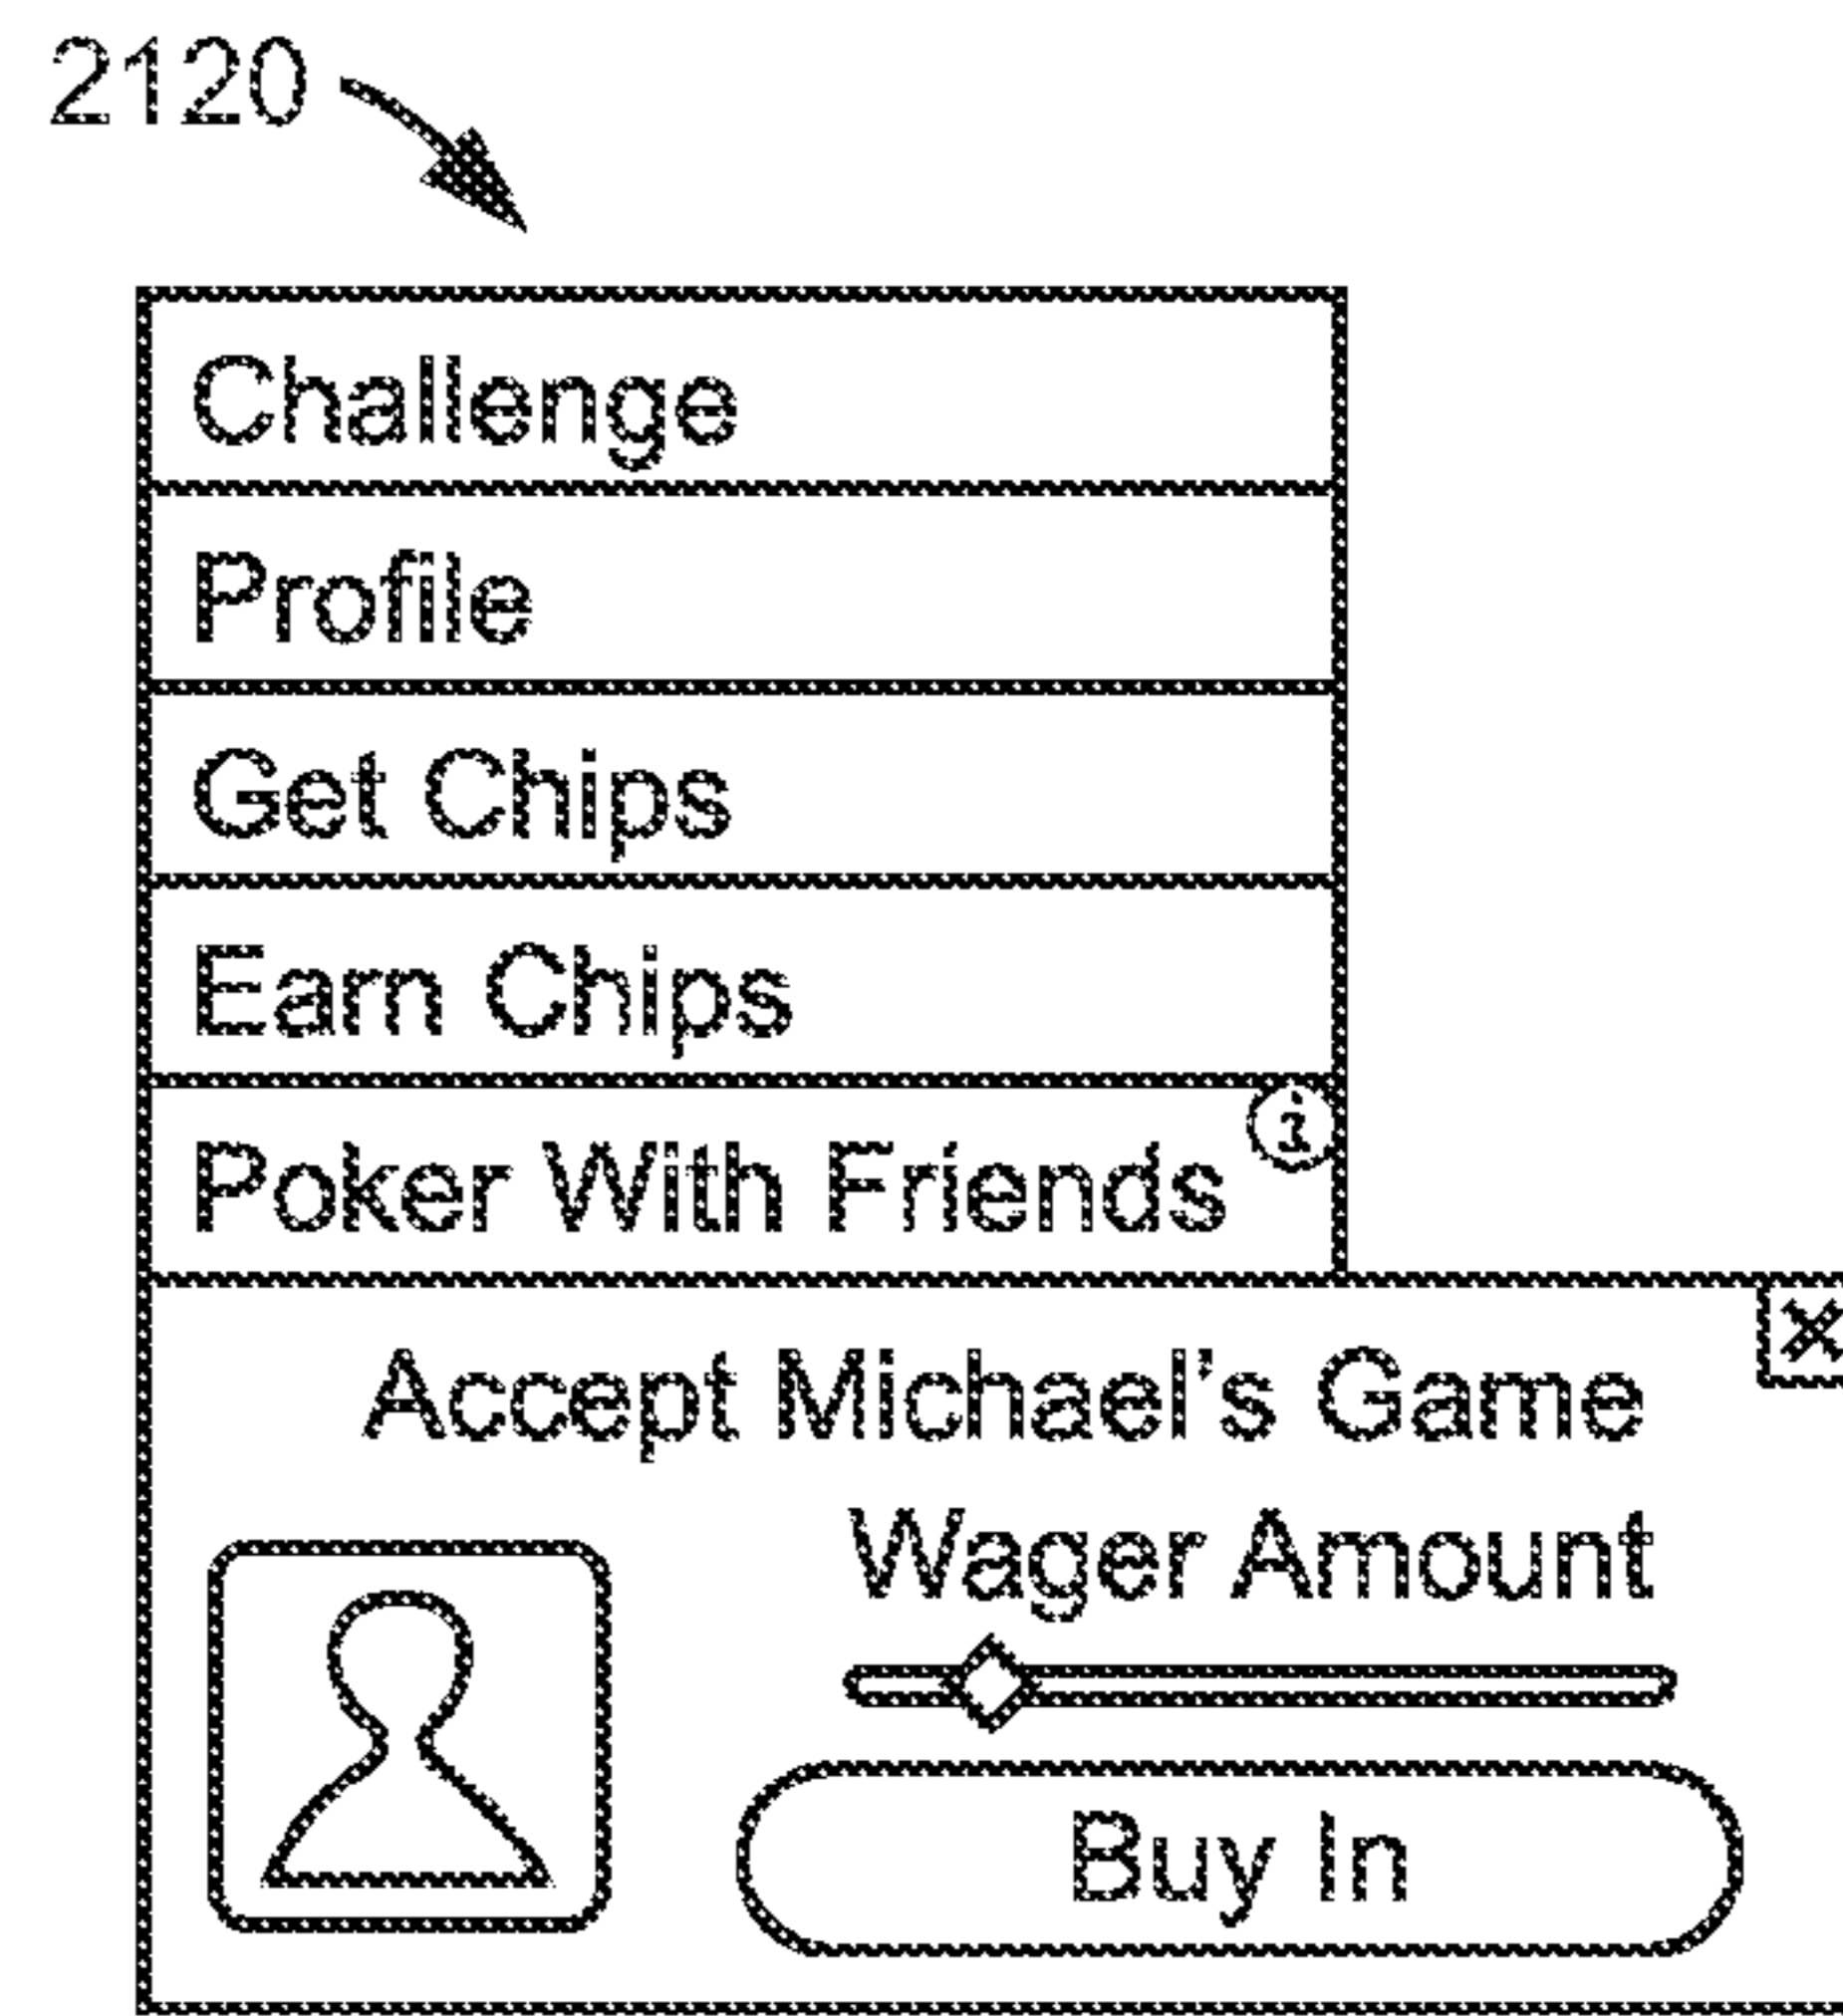 2120
Challenge
Profile
Get Chips
Earn Chips
Poker With Friends
Accept Michael's Game
Wager Amount
Buy In